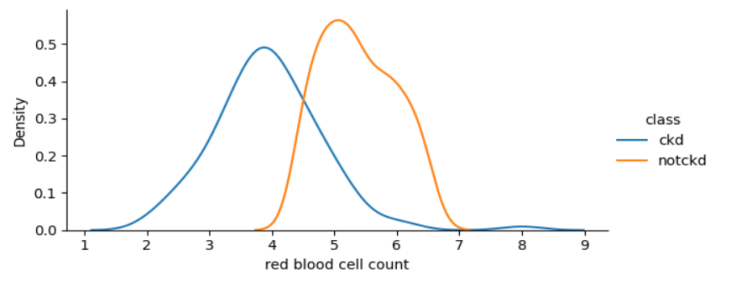 0.5
0.4
0.3
0.2
0.1
0.0
Density
1 2 3 4 5 6 7 8 9
red blood cell count
class
ckd
notckd